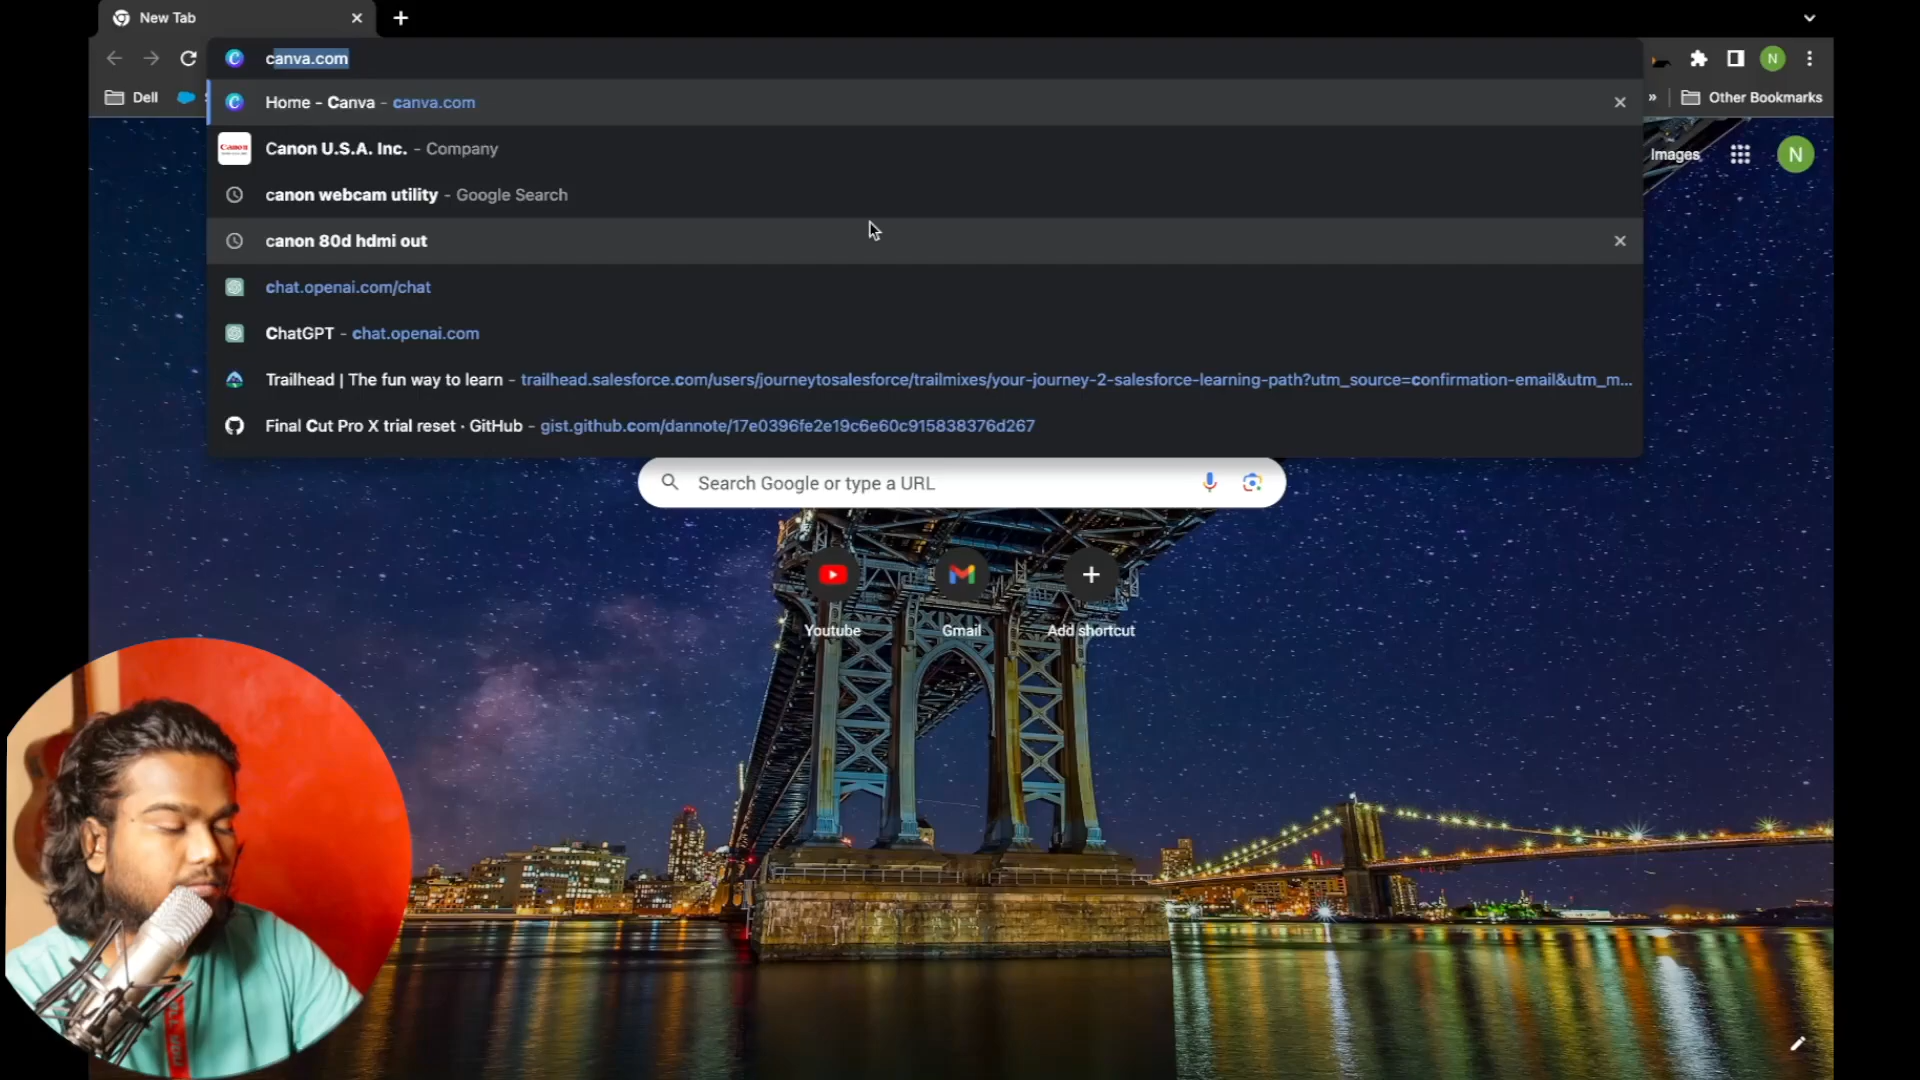 New Tab
canva.com
Dell
Other Bookmarks
Home - Canva - canva.com
Canon U.S.A. Inc. - Company
canon webcam utility - Google Search
canon 80d hdmi out
chat.openai.com/chat
ChatGPT - chat.openai.com
Trailhead | The fun way to learn - trailhead.salesforce.com/users/journeytosalesforce/trailmixes/your-journey-2-salesforce-learning-path?utm_source=confirmation-email&utm_m...
Final Cut Pro X trial reset · GitHub - gist.github.com/dannote/17e0396fe2e19c6e60c915838376d267
N
Images
N
Search Google or type a URL
Youtube
Gmail
Add shortcut